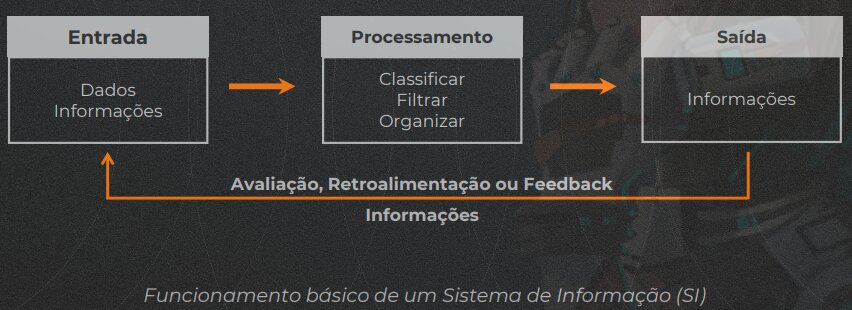 Entrada
Dados
Informações
Processamento
Classificar
Filtrar
Organizar
Saída
Informações
Avaliação, Retroalimentação ou Feedback
Informações
Funcionamento básico de um Sistema de Informação (SI)